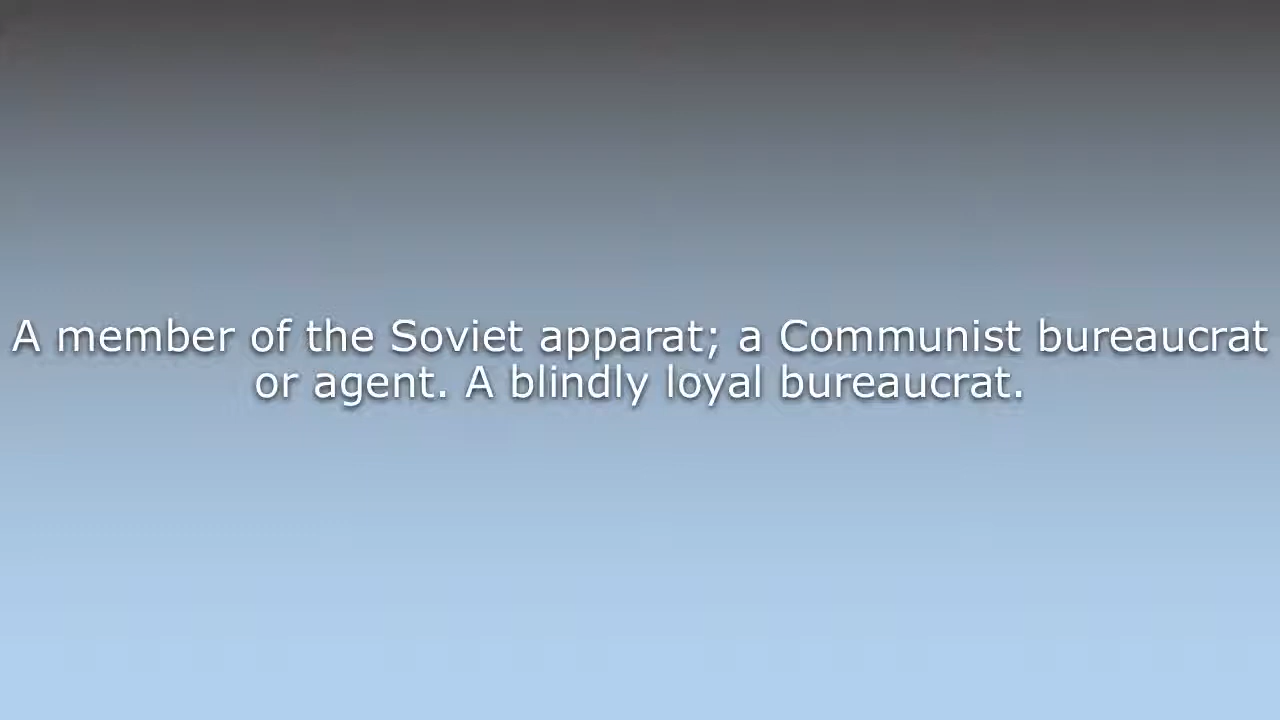 A member of the Soviet apparat; a Communist bureaucrat
or agent. A blindly loyal bureaucrat.